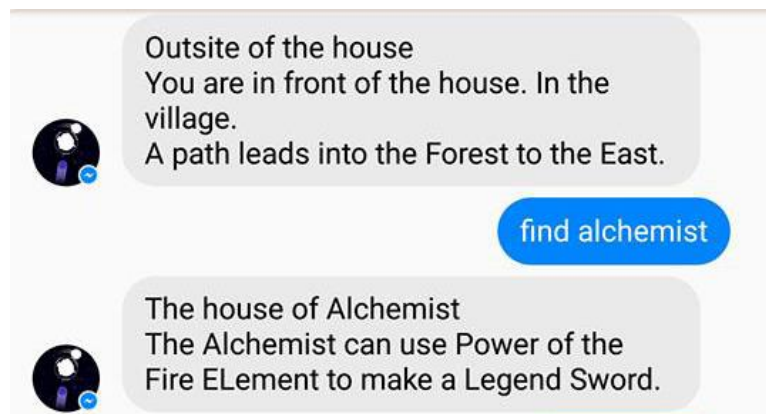 Outsite of the house
You are in front of the house. In the
village.
A path leads into the Forest to the East.
find alchemist
The house of Alchemist
The Alchemist can use Power of the
Fire ELement to make a Legend Sword.